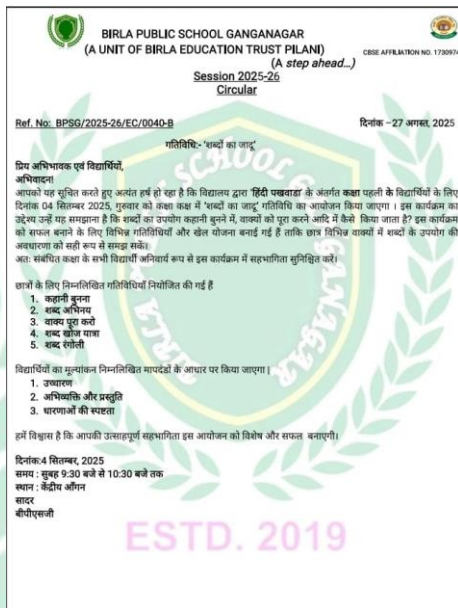 BIRLA PUBLIC SCHOOL GANGANAGAR
(A UNIT OF BIRLA EDUCATION TRUST PILANI)
CBSE AFFILIATION NO. 1730974
(A step ahead...)
Session 2025-26
Circular
Ref. No: BPSG/2025-26/EC/0040-B
दिनांक –27 अगस्त, 2025
गतिविधि:- 'शब्दों का जादू'
प्रिय अभिभावक एवं विद्यार्थियों,
अभिवादन!
आपको यह सूचित करते हुए अत्यंत हर्ष हो रहा है कि विद्यालय द्वारा 'हिंदी पखवाडा' के अंतर्गत कक्षा पहली के विद्यार्थियों के लिए
दिनांक 04 सितम्बर 2025, गुरुवार को कक्षा कक्ष में 'शब्दों का जादू' गतिविधि का आयोजन किया जाएगा । इस कार्यक्रम का
उद्देश्य उन्हें यह समझाना है कि शब्दों का उपयोग कहानी बुनने में, वाक्यों को पूरा करने आदि में कैसे किया जाता है? इस कार्यक्रम
को सफल बनाने के लिए विभिन्न गतिविधियाँ और खेल योजना बनाई गई हैं ताकि छात्र विभिन्न वाक्यों में शब्दों के उपयोग की
अवधारणा को सही रूप से समझ सकें।
अतः संबंधित कक्षा के सभी विद्यार्थी अनिवार्य रूप से इस कार्यक्रम में सहभागिता सुनिश्चित करें।
छात्रों के लिए निम्नलिखित गतिविधियाँ नियोजित की गई हैं
1. कहानी बुनना
2. शब्द अभिनय
3. वाक्य पूरा करो
4. शब्द खोज यात्रा
5. शब्द रंगोली
विद्यार्थियों का मूल्यांकन निम्नलिखित मापदंडों के आधार पर किया जाएगा |
1. उच्चारण
2. अभिव्यक्ति और प्रस्तुति
3. धारणाओं की स्पष्टता
हमें विश्वास है कि आपकी उत्साहपूर्ण सहभागिता इस आयोजन को विशेष और सफल बनाएगी।
दिनांक:4 सितम्बर, 2025
समय : सुबह 9:30 बजे से 10:30 बजे तक
स्थान : केंद्रीय आँगन
सादर
बीपीएसजी
BIRLA PUBLIC SCHOOL GANGANAGAR
ESTD. 2019